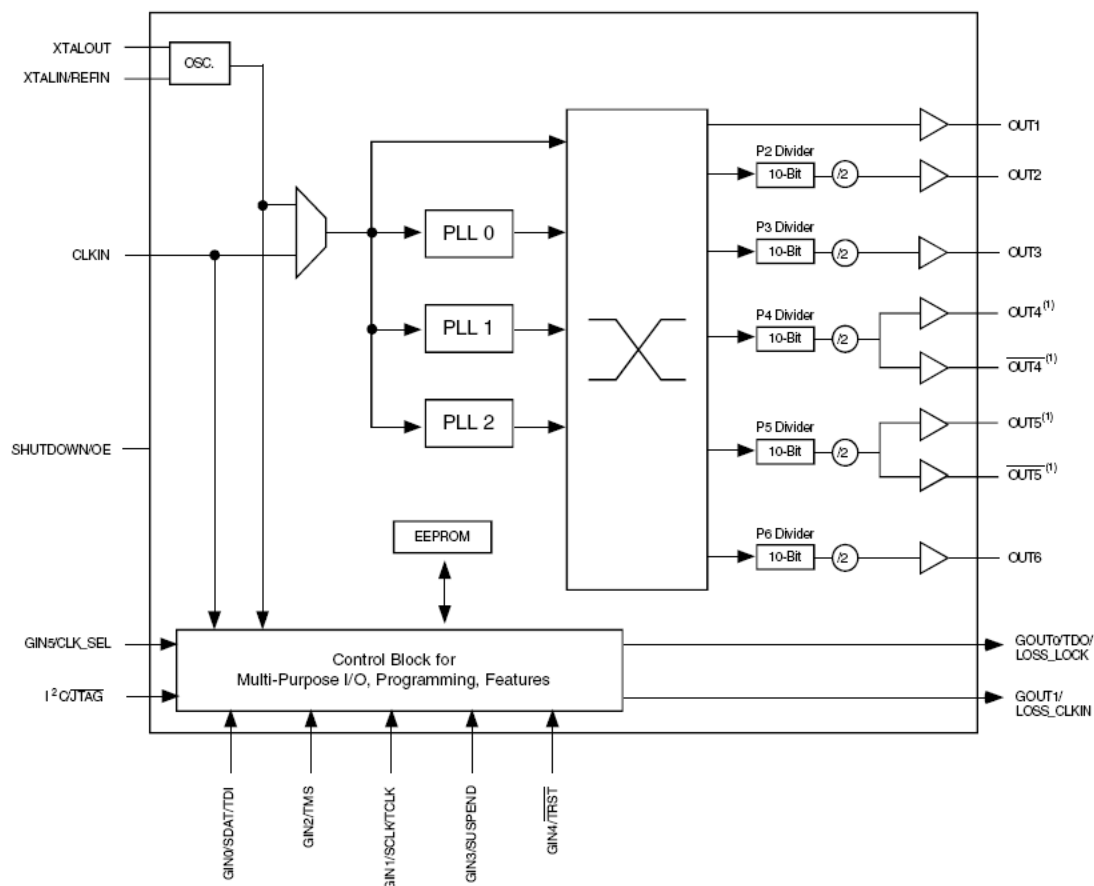 XTALOUT
XTALIN/REFIN
OSC.
OUT1
P2 Divider
10-Bit
/2
OUT2
PLL 0
P3 Divider
10-Bit
/2
OUT3
CLKIN
PLL 1
P4 Divider
10-Bit
/2
OUT4(1)
OUT4(1)
PLL 2
P5 Divider
10-Bit
/2
OUT5(1)
OUT5(1)
SHUTDOWN/OE
EEPROM
P6 Divider
10-Bit
/2
OUT6
GIN5/CLK_SEL
I2C/JTAG
Control Block for
Multi-Purpose I/O, Programming, Features
GOUT0/TDO/
LOSS_LOCK
GOUT1/
LOSS_CLKIN
GIN0/SDAT/TDI
GIN2/TMS
GIN1/SCLK/TCLK
GIN3/SUSPEND
GIN4/TRST